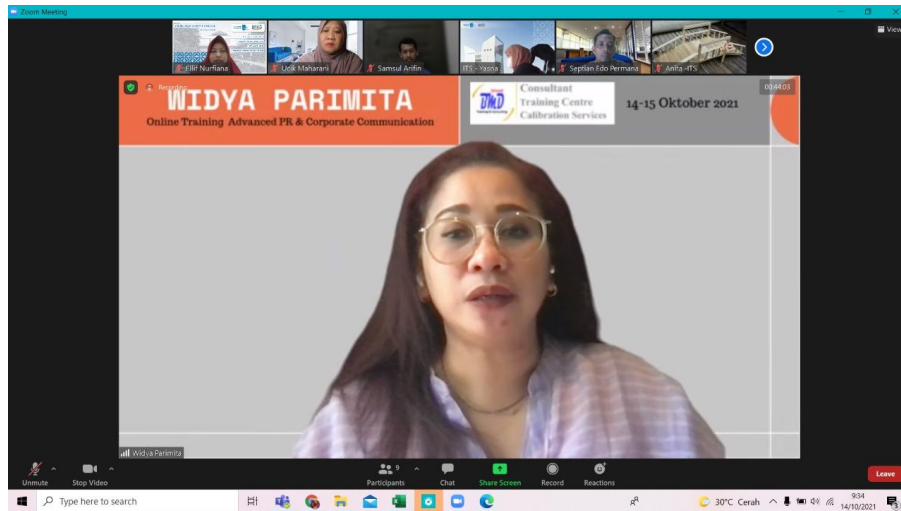 Zoom Meeting
View
Ellif Nurfiana
Ucik Maharani
Samsul Arifin
ITS - Yasna
Septian Edo Permana
Anita -ITS
Recording
00:44:03
WIDYA PARIMITA
Online Training Advanced PR & Corporate Communication
Consultant
Training Centre
Calibration Services
14-15 Oktober 2021
Widya Parimita
Unmute
Stop Video
9
Participants
Chat
Share Screen
Record
Reactions
Leave
Type here to search
30°C Cerah
9:34
14/10/2021